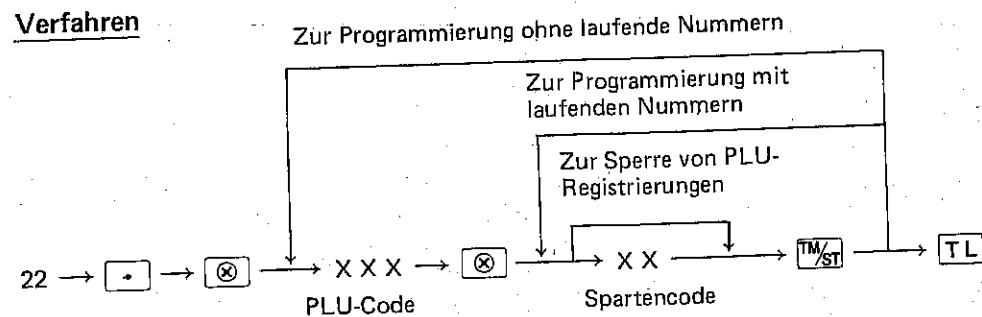 Verfahren
Zur Programmierung ohne laufende Nummern
Zur Programmierung mit
laufenden Nummern
Zur Sperre von PLU-
Registrierungen
22 → • → ⊗ → X X X → ⊗ → X X → TM/ST → TL
PLU-Code Spartencode